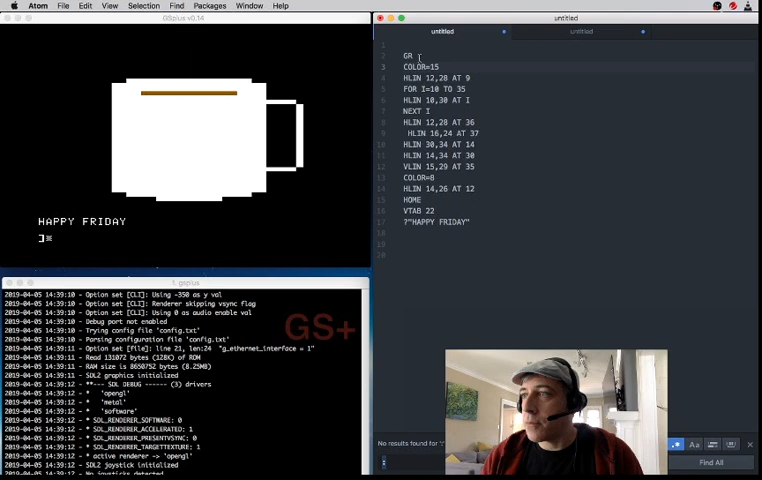 Atom File Edit View Selection Find Packages Window Help
GSplus v0.14
HAPPY FRIDAY
]
1. gsplus
2019-04-05 14:39:10 - Option set [CLI]: Using -350 as y val
2019-04-05 14:39:10 - Option set [CLI]: Renderer skipping vsync flag
2019-04-05 14:39:10 - Option set [CLI]: Using 0 as audio enable val
2019-04-05 14:39:10 - Debug port not enabled
2019-04-05 14:39:10 - Trying config file 'config.txt'
2019-04-05 14:39:10 - Parsing configuration file 'config.txt'
2019-04-05 14:39:11 - Option set [file]: line 21, len:24 "g_ethernet_interface = 1"
2019-04-05 14:39:11 - Read 131072 bytes (128K) of ROM
2019-04-05 14:39:11 - RAM size is 8650752 bytes (8.25MB)
2019-04-05 14:39:11 - SDL2 graphics initialized
2019-04-05 14:39:12 - **--- SDL DEBUG ------ (3) drivers
2019-04-05 14:39:12 - * 'opengl'
2019-04-05 14:39:12 - * 'metal'
2019-04-05 14:39:12 - * 'software'
2019-04-05 14:39:12 - * SDL_RENDERER_SOFTWARE: 0
2019-04-05 14:39:12 - * SDL_RENDERER_ACCELERATED: 1
2019-04-05 14:39:12 - * SDL_RENDERER_PRESENTVSYNC: 0
2019-04-05 14:39:12 - * SDL_RENDERER_TARGETTEXTURE: 1
2019-04-05 14:39:12 - * active renderer -> 'opengl'
2019-04-05 14:39:12 - SDL2 joystick initialized
2019-04-05 14:39:12 - No joysticks detected
GS+
untitled
untitled untitled
1
2 GR
3 COLOR=15
4 HLIN 12,28 AT 9
5 FOR I=10 TO 35
6 HLIN 10,30 AT I
7 NEXT I
8 HLIN 12,28 AT 36
9 HLIN 16,24 AT 37
10 HLIN 30,34 AT 14
11 HLIN 14,34 AT 30
12 VLIN 15,29 AT 35
13 COLOR=8
14 HLIN 14,26 AT 12
15 HOME
16 VTAB 22
17 ?"HAPPY FRIDAY"
18
19
20
No results found for ':'
Aa
:
Find All